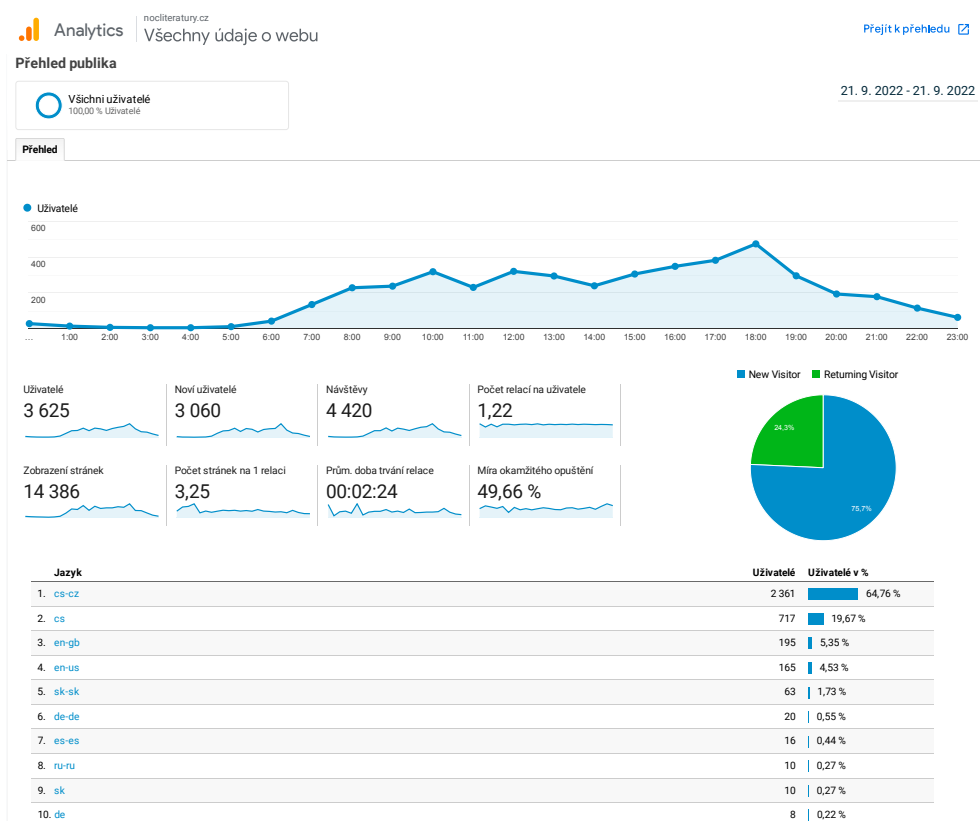 Analytics
nocliteratury.cz
Všechny údaje o webu
Přejít k přehledu
Přehled publika
Všichni uživatelé
100,00 % Uživatelé
21. 9. 2022 - 21. 9. 2022
Přehled
Uživatelé
600
400
200
... 1:00 2:00 3:00 4:00 5:00 6:00 7:00 8:00 9:00 10:00 11:00 12:00 13:00 14:00 15:00 16:00 17:00 18:00 19:00 20:00 21:00 22:00 23:00
New Visitor Returning Visitor
Uživatelé Noví uživatelé Návštěvy Počet relací na uživatele
3 625 3 060 4 420 1,22
24,3%
Zobrazení stránek Počet stránek na 1 relaci Prům. doba trvání relace Míra okamžitého opuštění
14 386 3,25 00:02:24 49,66 %
75,7%
Jazyk Uživatelé Uživatelé v %
1. cs-cz 2 361 64,76 %
2. cs 717 19,67 %
3. en-gb 195 5,35 %
4. en-us 165 4,53 %
5. sk-sk 63 1,73 %
6. de-de 20 0,55 %
7. es-es 16 0,44 %
8. ru-ru 10 0,27 %
9. sk 10 0,27 %
10. de 8 0,22 %